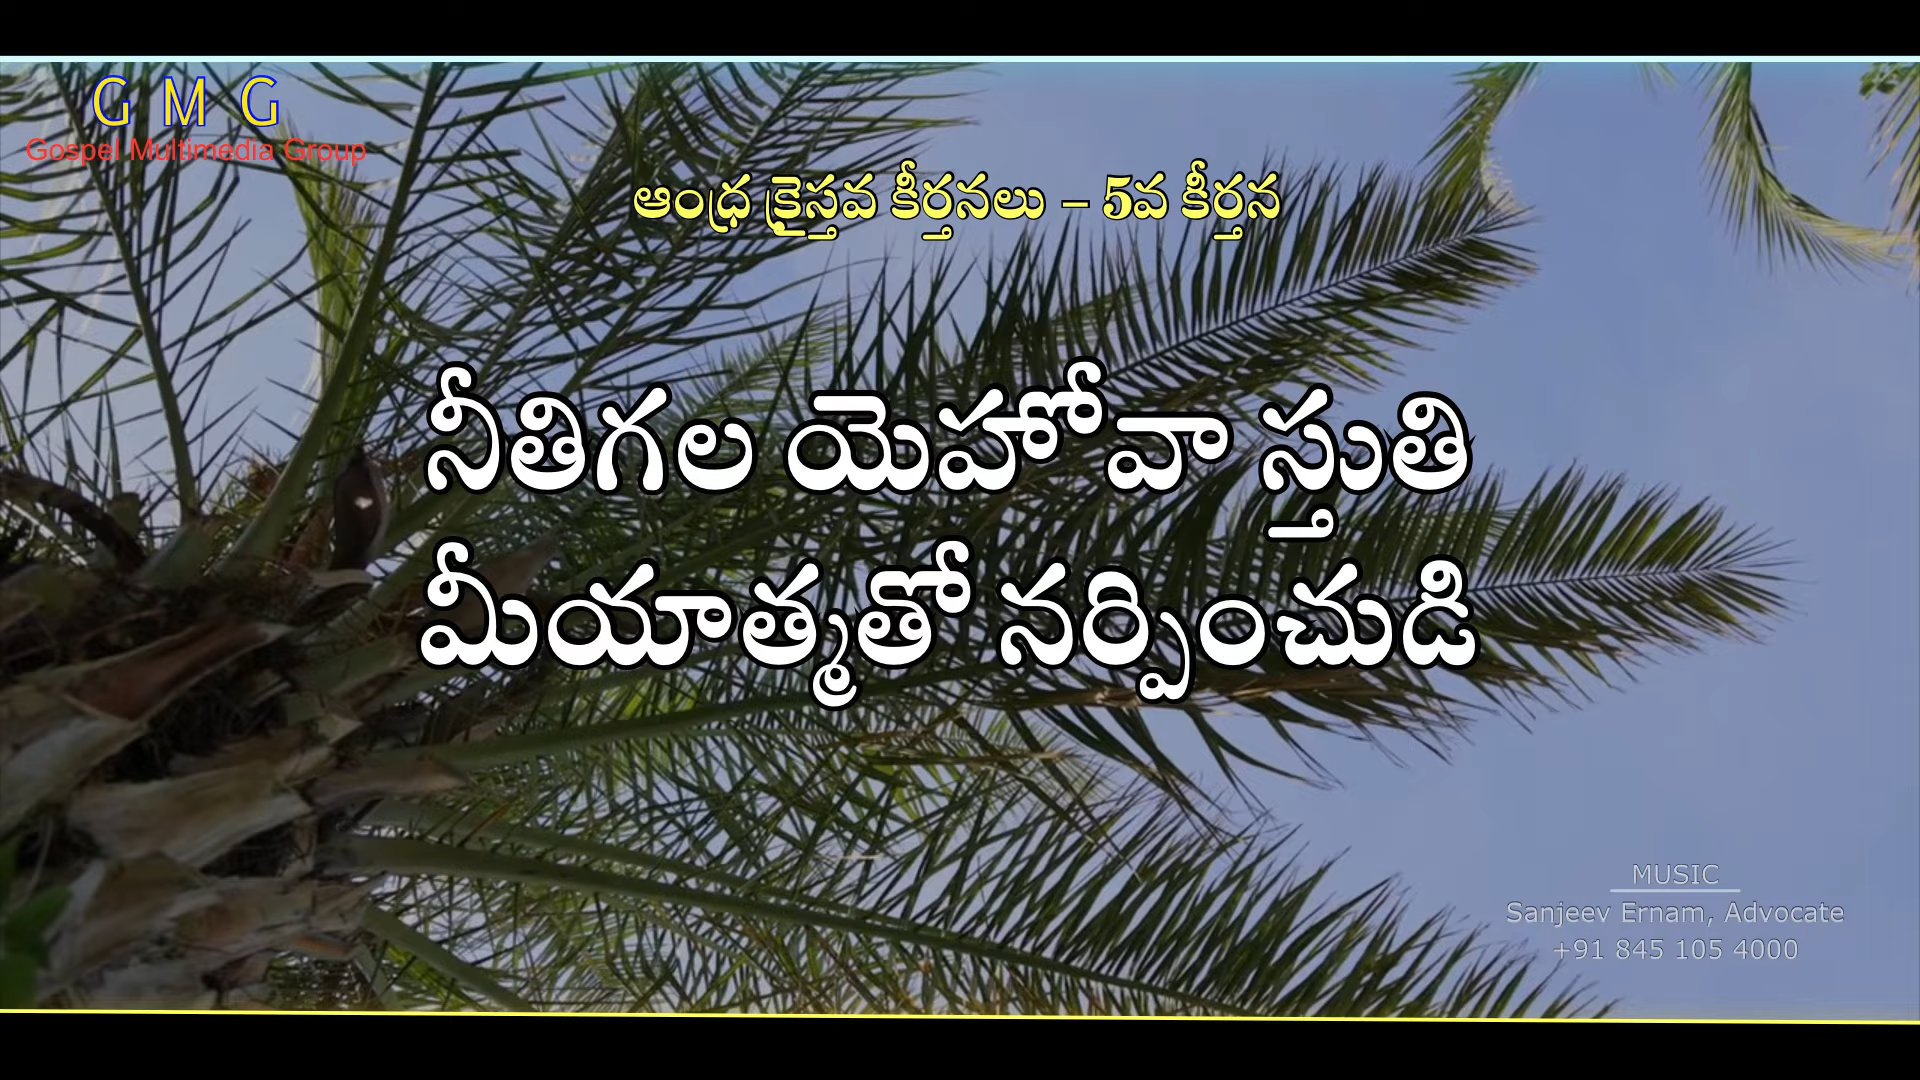 G M G
Gospel Multimedia Group
ఆంధ్ర క్రైస్తవ కీర్తనలు – 5వ కీర్తన
నీతిగల యెహోవా స్తుతి
మీయాత్మతో నర్పించుడి
MUSIC
Sanjeev Ernam, Advocate
+91 845 105 4000